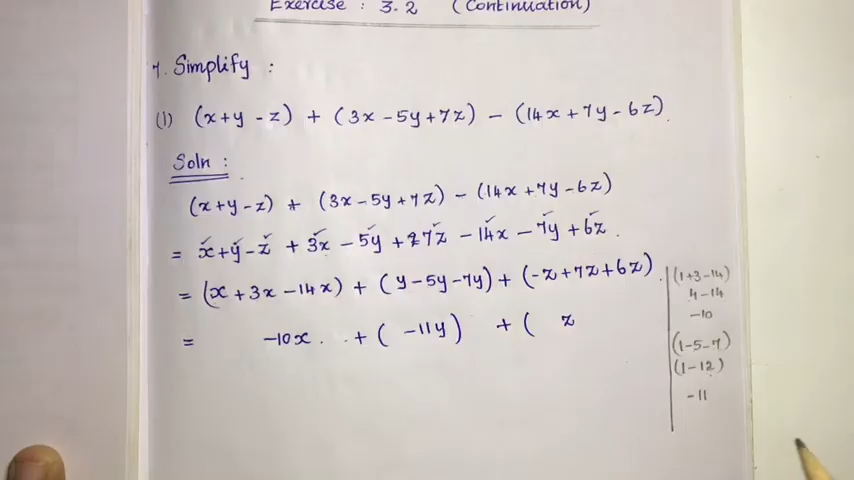 Exercise : 3.2 (Continuation)
7. Simplify :
(1) (x+y-z) + (3x-5y+7z) - (14x+7y-6z)
Soln :
(x+y-z) + (3x-5y+7z) - (14x+7y-6z)
= x+y-z + 3x-5y+7z-14x-7y+6z.
= (x+3x-14x) + (y-5y-7y) + (-z+7z+6z).
= -10x + (-11y) + ( z
(1+3-14)
4-14
-10
(1-5-7)
(1-12)
-11